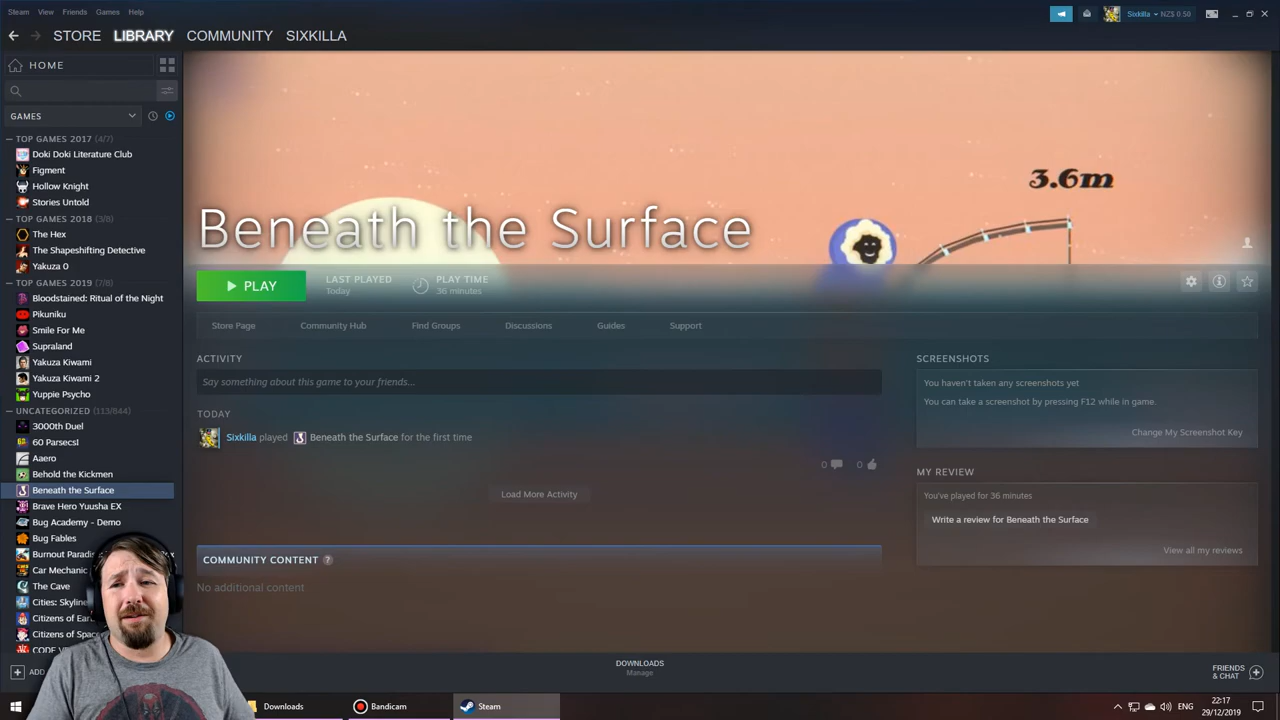 Steam View Friends Games Help
Sixkilla NZ$ 0.50
STORE LIBRARY COMMUNITY SIXKILLA
HOME
GAMES
TOP GAMES 2017 (4/7)
Doki Doki Literature Club
Figment
Hollow Knight
Stories Untold
TOP GAMES 2018 (3/8)
The Hex
The Shapeshifting Detective
Yakuza 0
TOP GAMES 2019 (7/8)
Bloodstained: Ritual of the Night
Pikuniku
Smile For Me
Supraland
Yakuza Kiwami
Yakuza Kiwami 2
Yuppie Psycho
UNCATEGORIZED (113/844)
3000th Duel
60 Parsecs!
Aaero
Behold the Kickmen
Beneath the Surface
Brave Hero Yuusha EX
Bug Academy - Demo
Bug Fables
Burnout
Car Mechanic
The Cave
Cities:
Citizens of
Citizens of
CODE
ADD
3.6m
Beneath the Surface
PLAY
LAST PLAYED
Today
PLAY TIME
36 minutes
Store Page Community Hub Find Groups Discussions Guides Support
ACTIVITY
Say something about this game to your friends...
TODAY
Sixkilla played Beneath the Surface for the first time
0 0
Load More Activity
COMMUNITY CONTENT ?
No additional content
SCREENSHOTS
You haven't taken any screenshots yet
You can take a screenshot by pressing F12 while in game.
Change My Screenshot Key
MY REVIEW
You've played for 36 minutes
Write a review for Beneath the Surface
View all my reviews
DOWNLOADS
Manage
FRIENDS
& CHAT
Downloads Bandicam Steam
ENG
22:17
29/12/2019